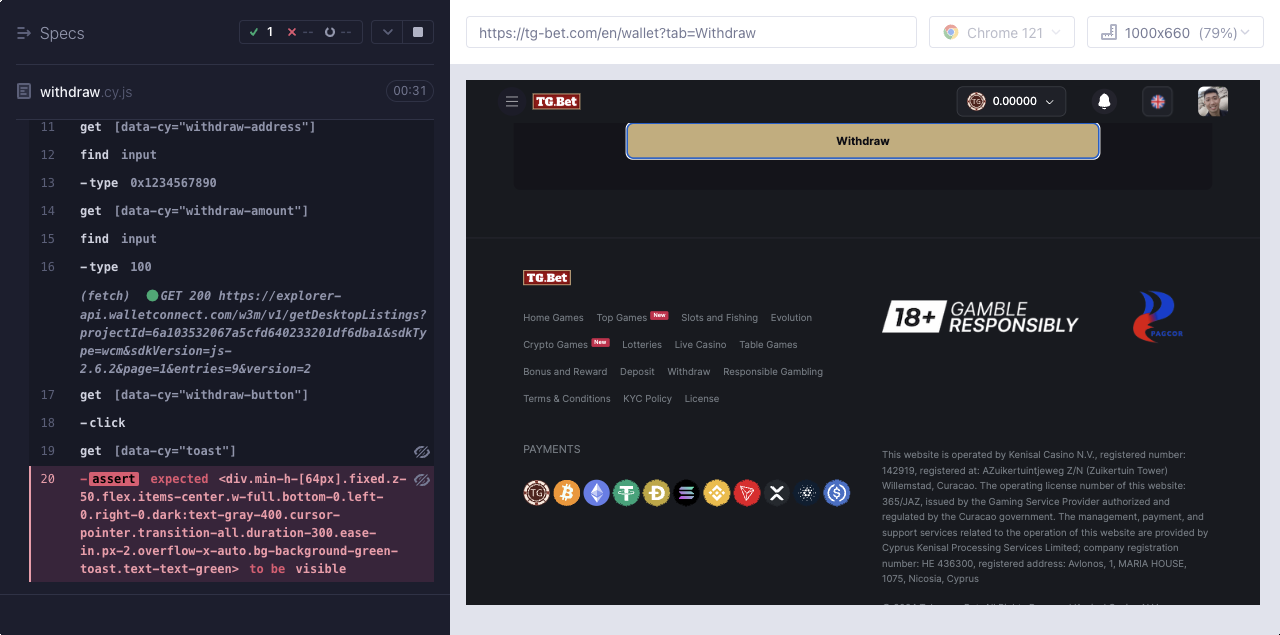 Specs
1
--
--
https://tg-bet.com/en/wallet?tab=Withdraw
Chrome 121
1000x660 (79%)
withdraw.cy.js
00:31
11 get [data-cy="withdraw-address"]
12 find input
13 -type 0x1234567890
14 get [data-cy="withdraw-amount"]
15 find input
16 -type 100
(fetch) GET 200 https://explorer-
api.walletconnect.com/w3m/v1/getDesktopListings?
projectId=6a103532067a5cfd640233201df6dba1&sdkTy
pe=wcm&sdkVersion=js-
2.6.2&page=1&entries=9&version=2
17 get [data-cy="withdraw-button"]
18 -click
19 get [data-cy="toast"]
20 -assert expected <div.min-h-[64px].fixed.z-
50.flex.items-center.w-full.bottom-0.left-
0.right-0.dark:text-gray-400.cursor-
pointer.transition-all.duration-300.ease-
in.px-2.overflow-x-auto.bg-background-green-
toast.text-text-green> to be visible
TG.Bet
TG 0.00000
Withdraw
TG.Bet
Home Games Top Games New Slots and Fishing Evolution
Crypto Games New Lotteries Live Casino Table Games
Bonus and Reward Deposit Withdraw Responsible Gambling
Terms & Conditions KYC Policy License
18+ GAMBLE
RESPONSIBLY
PAGCOR
PAYMENTS
TG
This website is operated by Kenisal Casino N.V., registered number:
142919, registered at: AZuikertuintjeweg Z/N (Zuikertuin Tower)
Willemstad, Curacao. The operating license number of this website:
365/JAZ, issued by the Gaming Service Provider authorized and
regulated by the Curacao government. The management, payment, and
support services related to the operation of this website are provided by
Cyprus Kenisal Processing Services Limited; company registration
number: HE 436300, registered address: Avlonos, 1, MARIA HOUSE,
1075, Nicosia, Cyprus